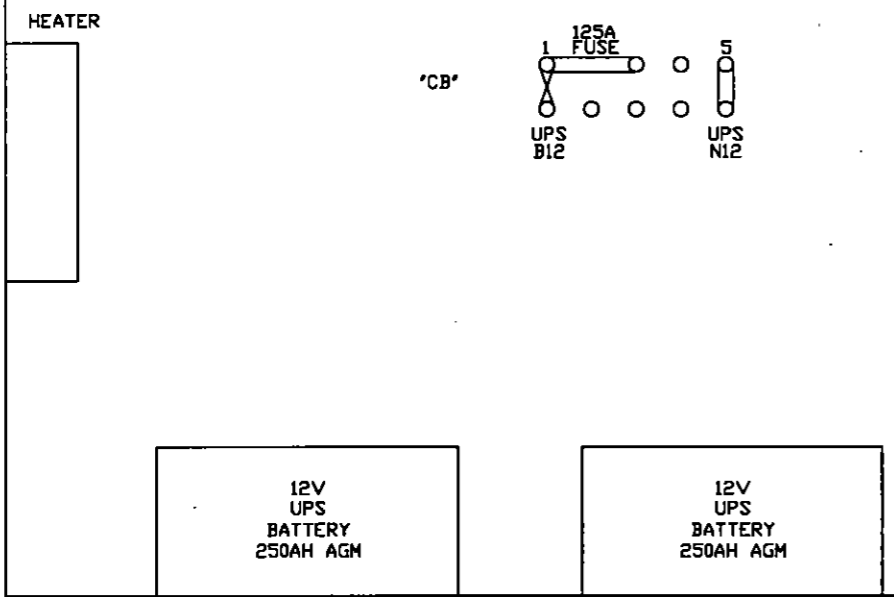 HEATER
125A
1 FUSE 5
"CB"
UPS UPS
B12 N12
12V
UPS
BATTERY
250AH AGM
12V
UPS
BATTERY
250AH AGM